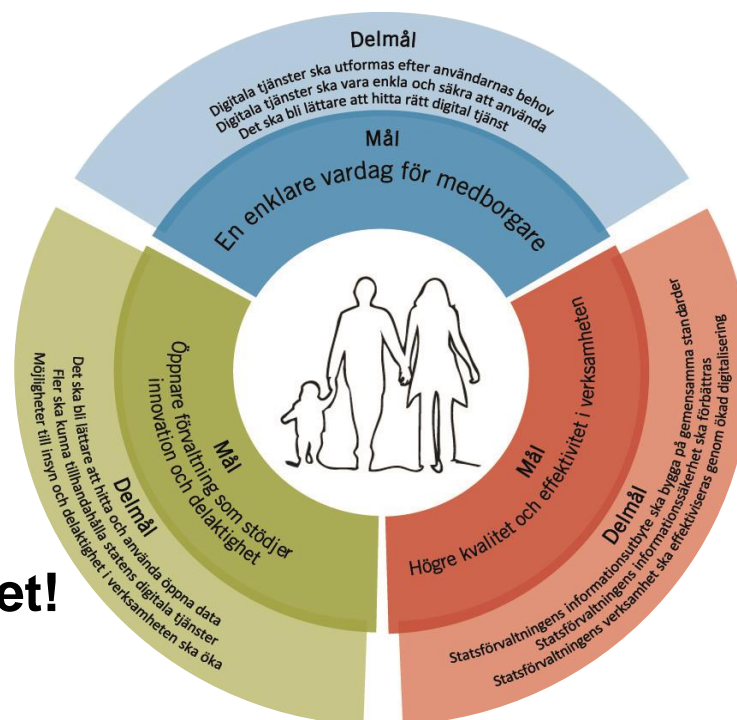 Delmål
Digitala tjänster ska utformas efter användarnas behov
Digitala tjänster ska vara enkla och säkra att använda
Det ska bli lättare att hitta rätt digital tjänst
Mål
En enklare vardag för medborgare
Mål
Högre kvalitet och effektivitet i verksamheten
Delmål
Statsförvaltningens informationsutbyte ska bygga på gemensamma standarder
Statsförvaltningens informationssäkerhet ska förbättras
Statsförvaltningens verksamhet ska effektiviseras genom ökad digitalisering
Mål
Öppnare förvaltning som stödjer
innovation och delaktighet
Delmål
Det ska bli lättare att hitta och använda öppna data
Fler ska kunna tillhandahålla statens digitala tjänster
Möjligheter till insyn och delaktighet i verksamheten ska öka
et!